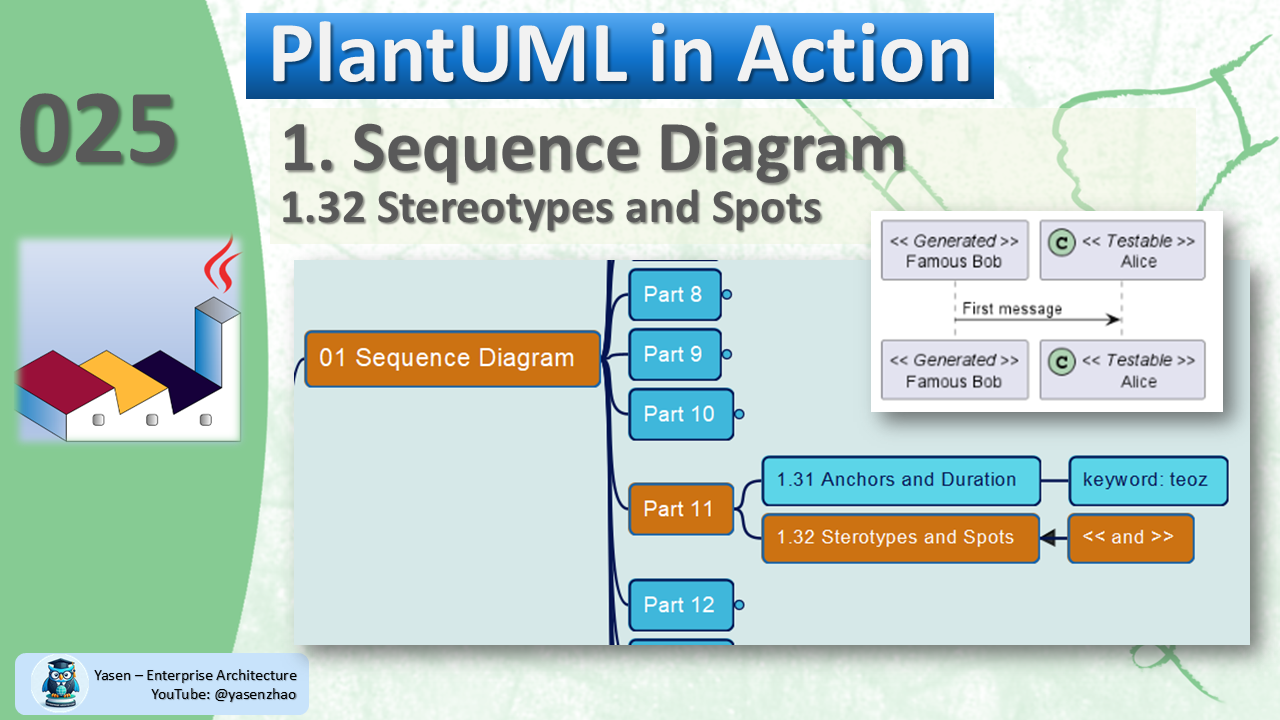 PlantUML in Action
025
1. Sequence Diagram
1.32 Stereotypes and Spots
<< Generated >>
Famous Bob
C
<< Testable >>
Alice
First message
<< Generated >>
Famous Bob
C
<< Testable >>
Alice
01 Sequence Diagram
Part 8
Part 9
Part 10
Part 11
1.31 Anchors and Duration
keyword: teoz
1.32 Sterotypes and Spots
<< and >>
Part 12
Yasen – Enterprise Architecture
YouTube: @yasenzhao